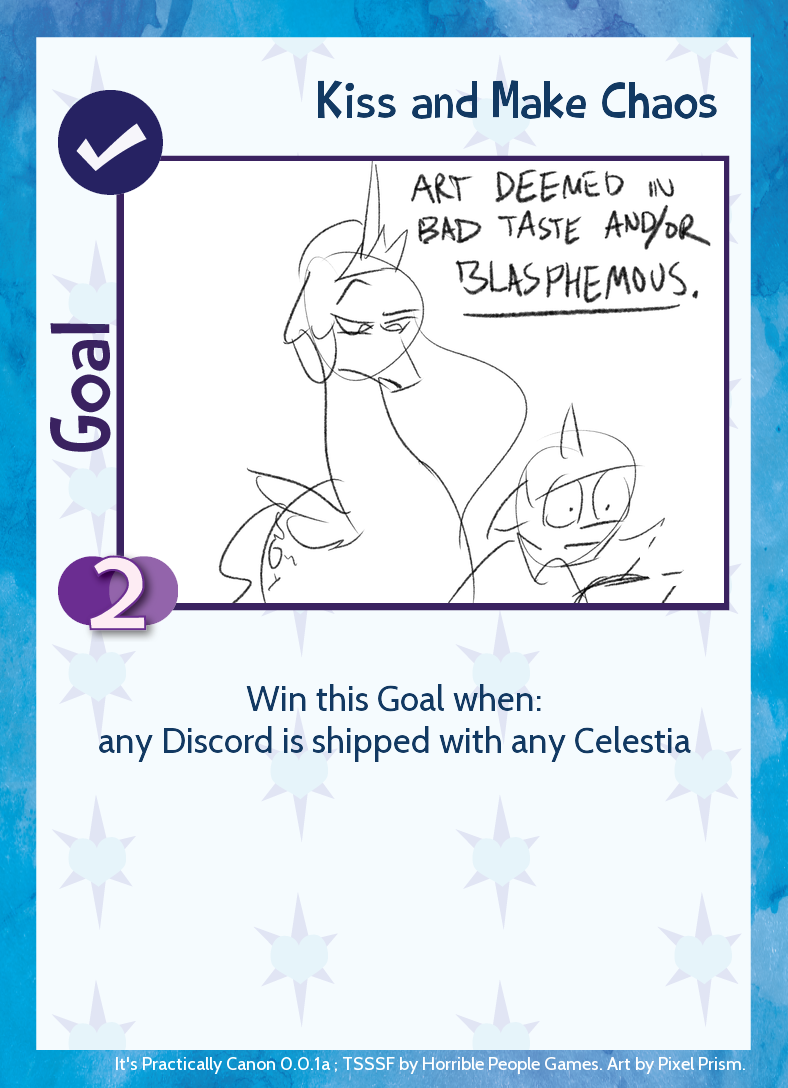 Kiss and Make Chaos
ART DEEMED IN
BAD TASTE AND/OR
BLASPHEMOUS.
Goal
2
Win this Goal when:
any Discord is shipped with any Celestia
It's Practically Canon 0.0.1a ; TSSSF by Horrible People Games. Art by Pixel Prism.